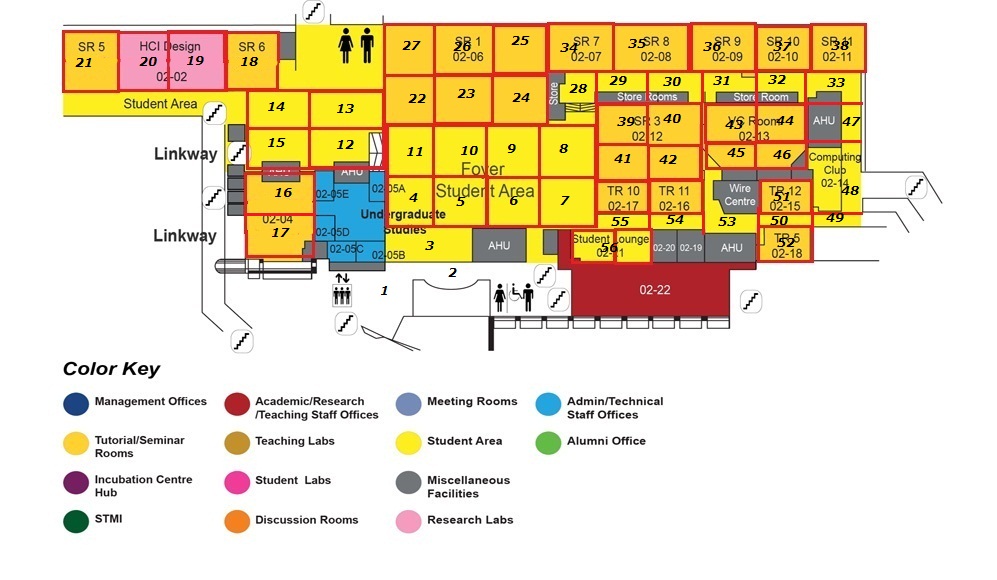 SR 5
21
HCI Design
20
19
02-02
SR 6
18
27
SR 1
26
02-06
25
SR 7
34
02-07
35
SR 8
02-08
SR 9
36
02-09
SR 10
37
02-10
SR 11
38
02-11
Student Area
14
13
22
23
24
Store
28
29
30
Store Rooms
31
32
Store Room
33
39
SR 3
40
02-12
43
44
02-13
AHU
47
Linkway
15
12
11
10
9
8
Foyer
Student Area
41
42
45
46
Computing
Club
02-14
48
AHU
16
02-04
17
AHU
02-05E
02-05A
02-05D
02-05C
02-05B
Undergraduate
Studies
4
5
6
7
TR 10
02-17
TR 11
02-16
Wire
Centre
TR 12
51
02-15
Linkway
3
AHU
55
54
53
50
49
Student Lounge
56
02-20
02-19
AHU
TR 5
52
02-18
2
1
02-22
Color Key
Management Offices
Academic/Research
/Teaching Staff Offices
Meeting Rooms
Admin/Technical
Staff Offices
Tutorial/Seminar
Rooms
Teaching Labs
Student Area
Alumni Office
Incubation Centre
Hub
Student Labs
Miscellaneous
Facilities
STMI
Discussion Rooms
Research Labs